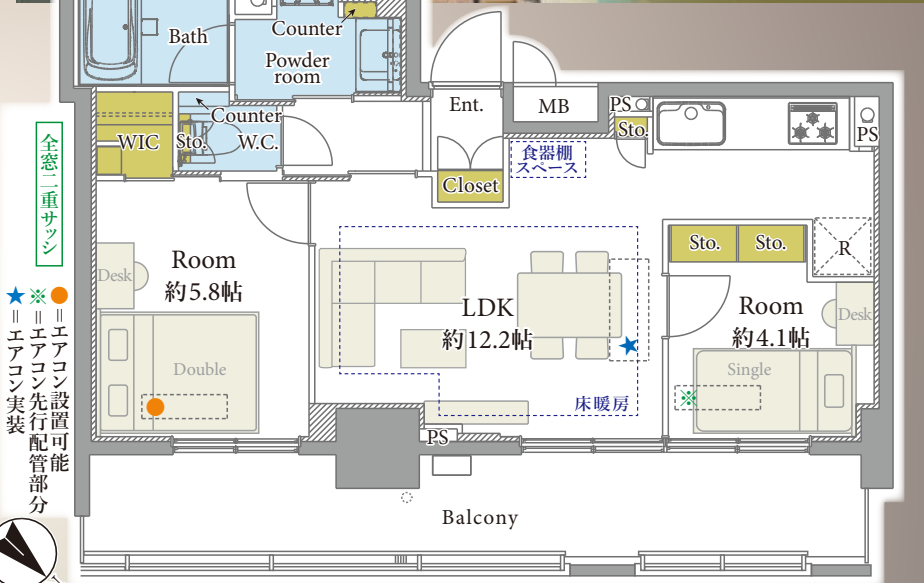 Bath
Counter
Powder
room
Counter
WIC
Sto.
W.C.
Ent.
MB
PS
Sto.
PS
食器棚
スペース
Closet
全窓二重サッシ
Room
約5.8帖
Desk
Double
LDK
約12.2帖
床暖房
Sto.
Sto.
R
Room
約4.1帖
Desk
Single
PS
Balcony
●=エアコン設置可能
※=エアコン先行配管部分
★=エアコン実装